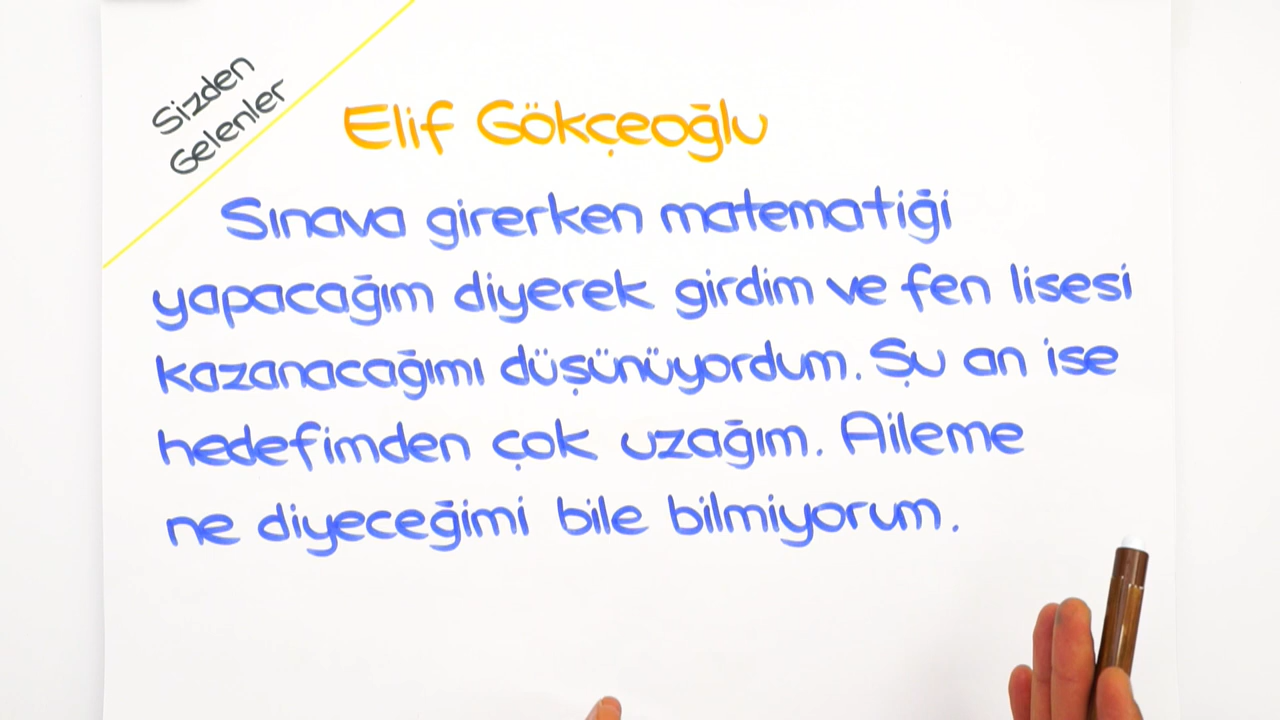 Sizden
Gelenler
Elif Gökçeoğlu
Sınava girerken matematiği
yapacağım diyerek girdim ve fen lisesi
kazanacağımı düşünüyordum. Şu an ise
hedefimden çok uzağım. Aileme
ne diyeceğimi bile bilmiyorum.